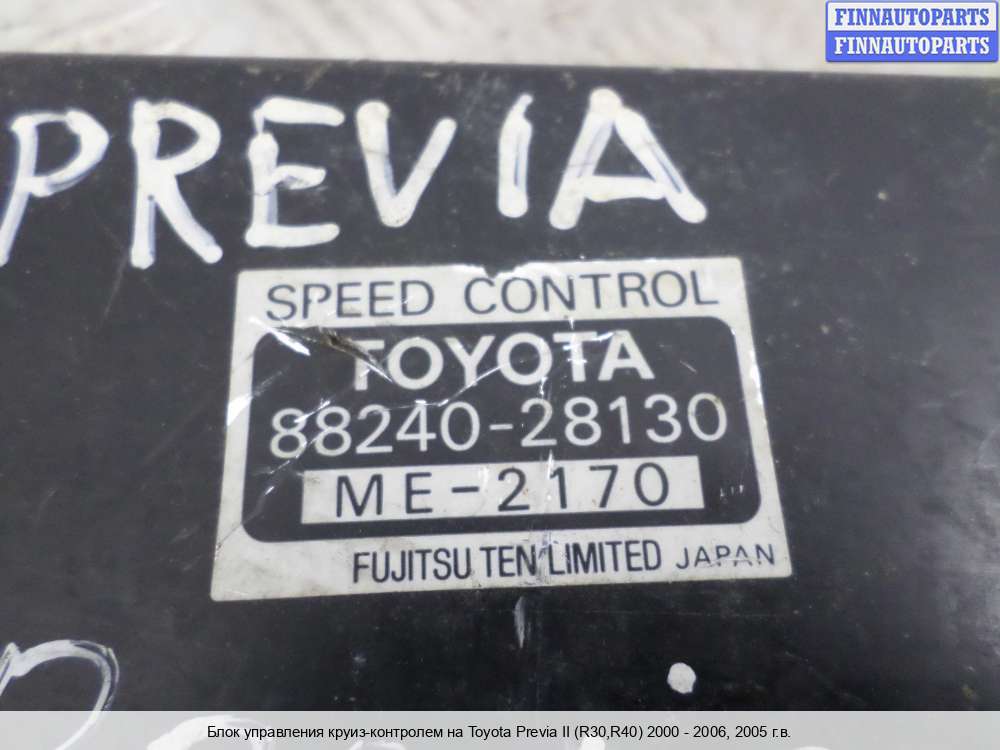 FINNAUTOPARTS
FINNAUTOPARTS
PREVIA
SPEED CONTROL
TOYOTA
88240-28130
ME-2170
FUJITSU TEN LIMITED JAPAN
Блок управления круиз-контролем на Toyota Previa II (R30,R40) 2000 - 2006, 2005 г.в.